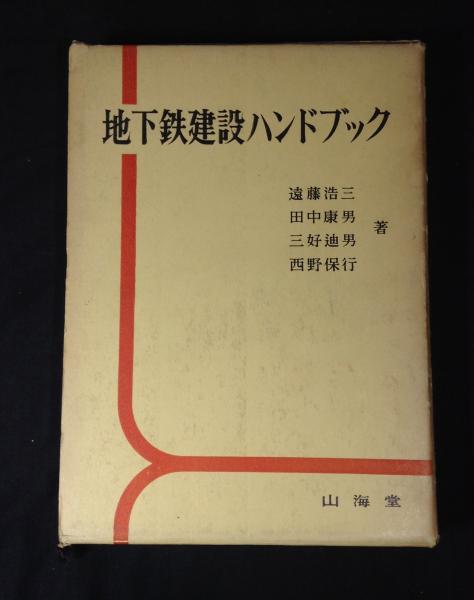 地下鉄建設ハンドブック
遠藤浩三
田中康男
三好迪男
西野保行
著
山海堂